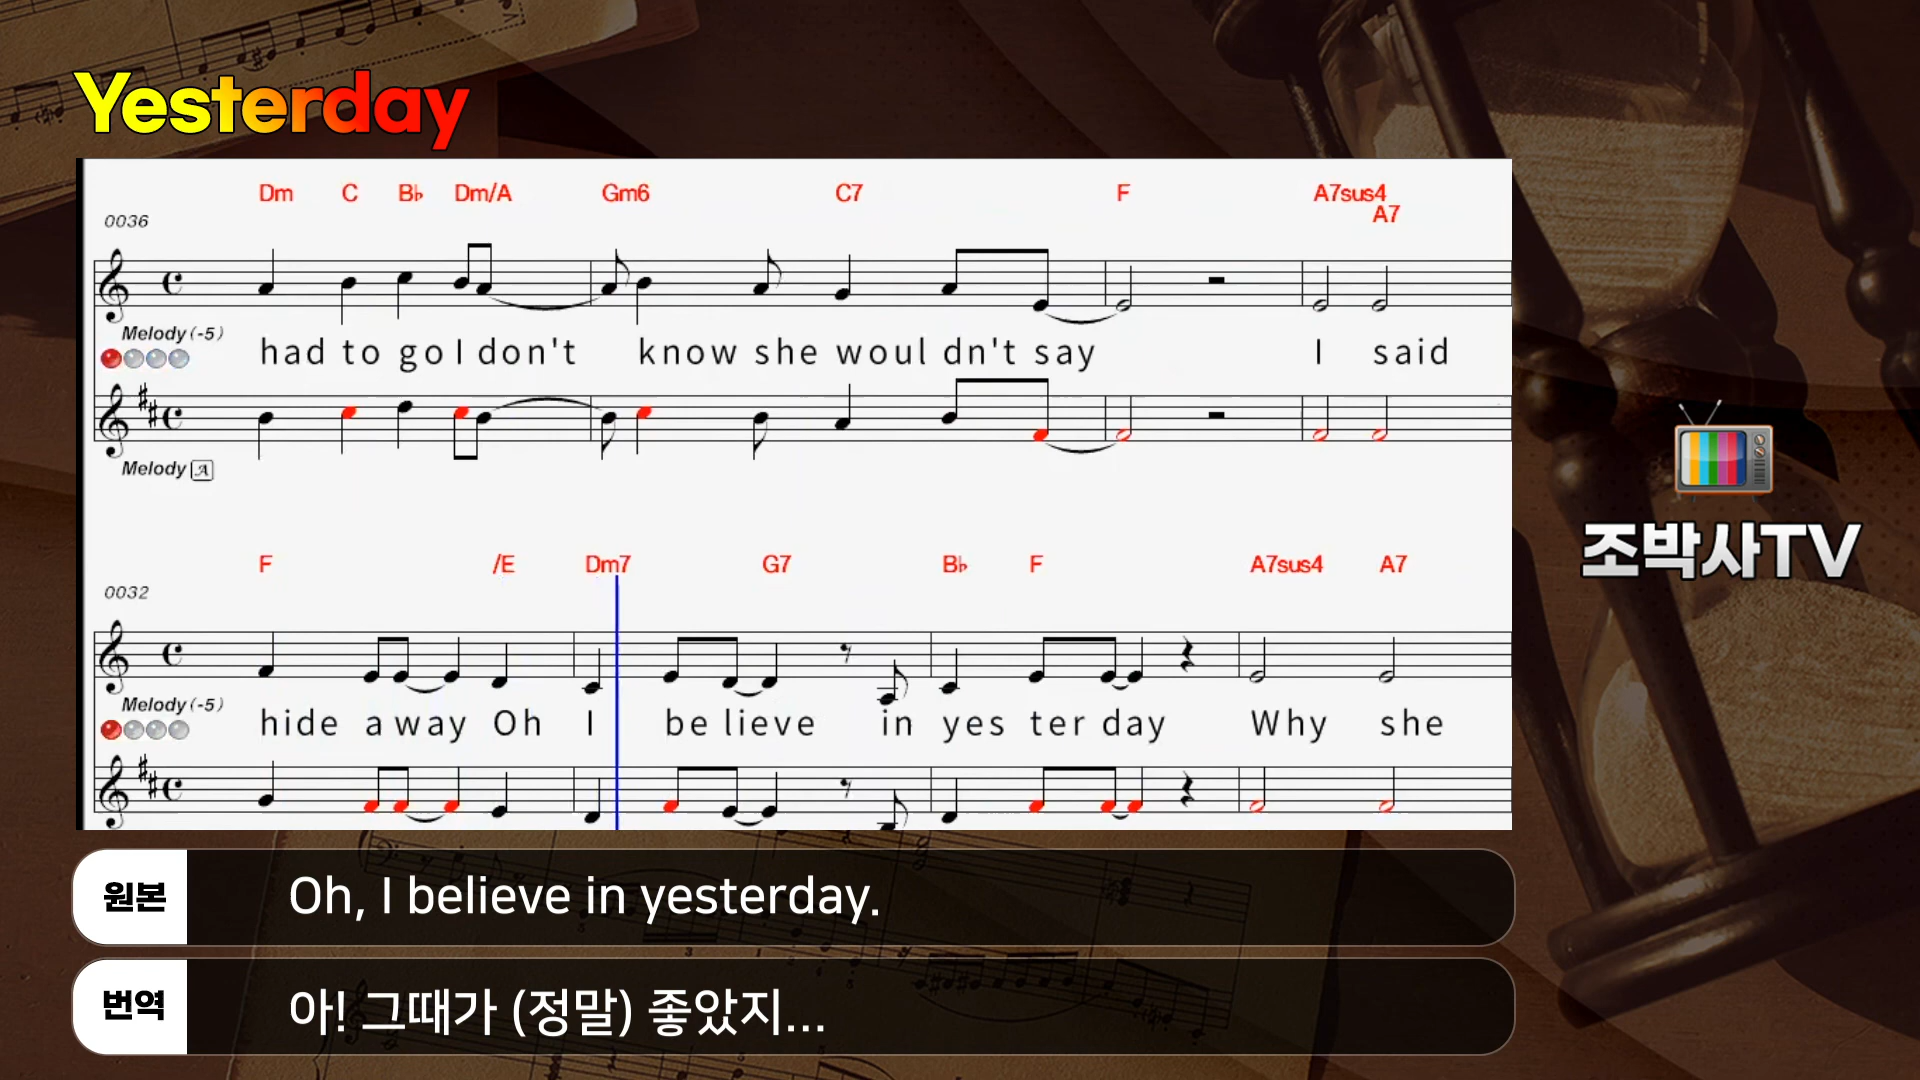 Yesterday
Dm C B♭ Dm/A Gm6 C7 F A7sus4
A7
0036
Melody (-5)
had to go I don't know she woul dn't say I said
Melody A
F /E Dm7 G7 B♭ F A7sus4 A7
0032
Melody (-5)
hide a way Oh I be lieve in yes ter day Why she
조박사TV
원본 Oh, I believe in yesterday.
번역 아! 그때가 (정말) 좋았지...